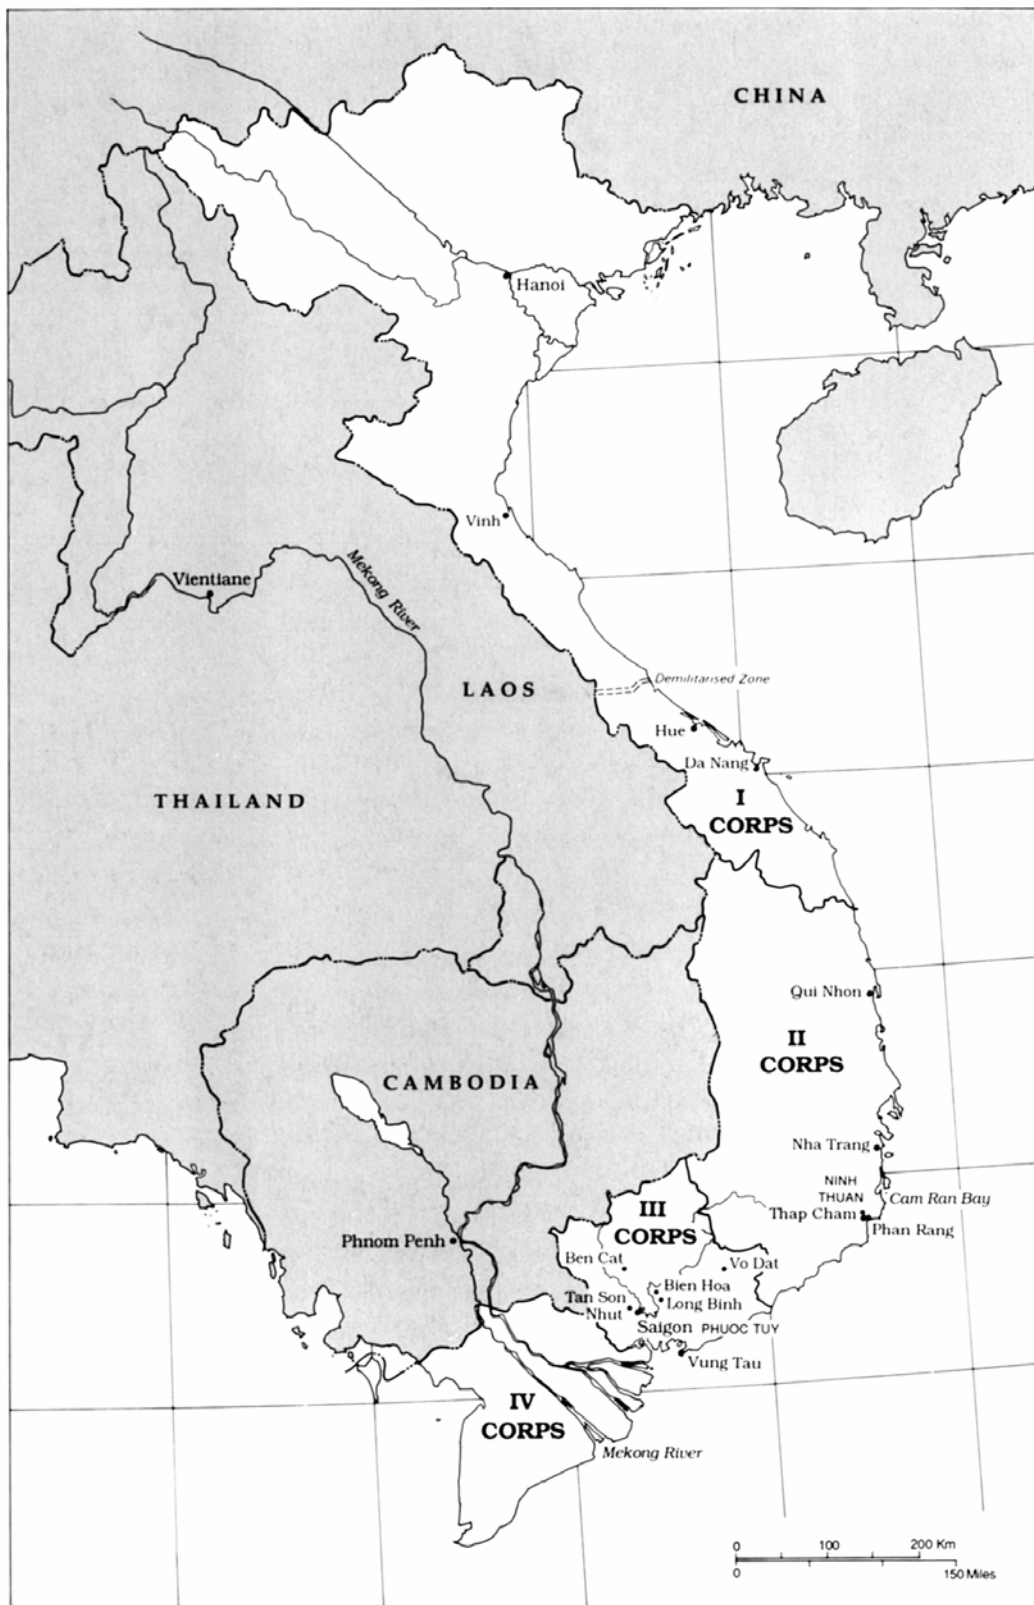 CHINA
Hanoi
Vinh
Vientiane
Mekong River
LAOS
Demilitarised Zone
Hue
Da Nang
THAILAND
I
CORPS
Qui Nhon
II
CORPS
CAMBODIA
Nha Trang
NINH
THUAN
Cam Ran Bay
Thap Cham
Phan Rang
III
CORPS
Phnom Penh
Ben Cat
Vo Dat
Bien Hoa
Tan Son
Nhut
Long Binh
Saigon
PHUOC TUY
Vung Tau
IV
CORPS
Mekong River
0 100 200 Km
0 150 Miles